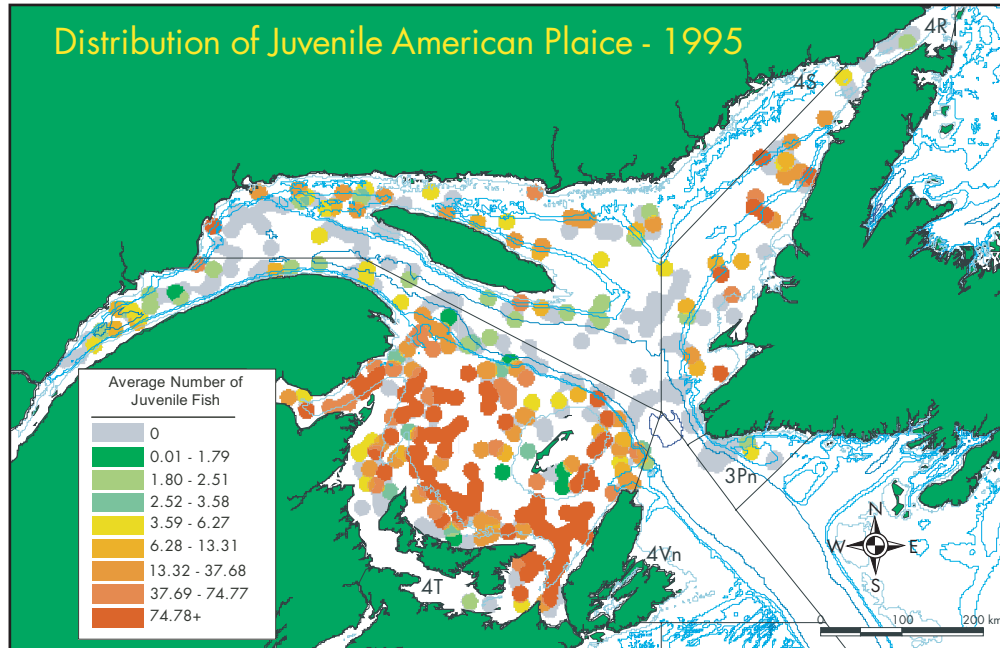 Distribution of Juvenile American Plaice - 1995
4R
4S
Average Number of
Juvenile Fish
0
0.01 - 1.79
1.80 - 2.51
2.52 - 3.58
3.59 - 6.27
6.28 - 13.31
13.32 - 37.68
37.69 - 74.77
74.78+
3Pn
4Vn
4T
N
W E
S
0 100 200 km